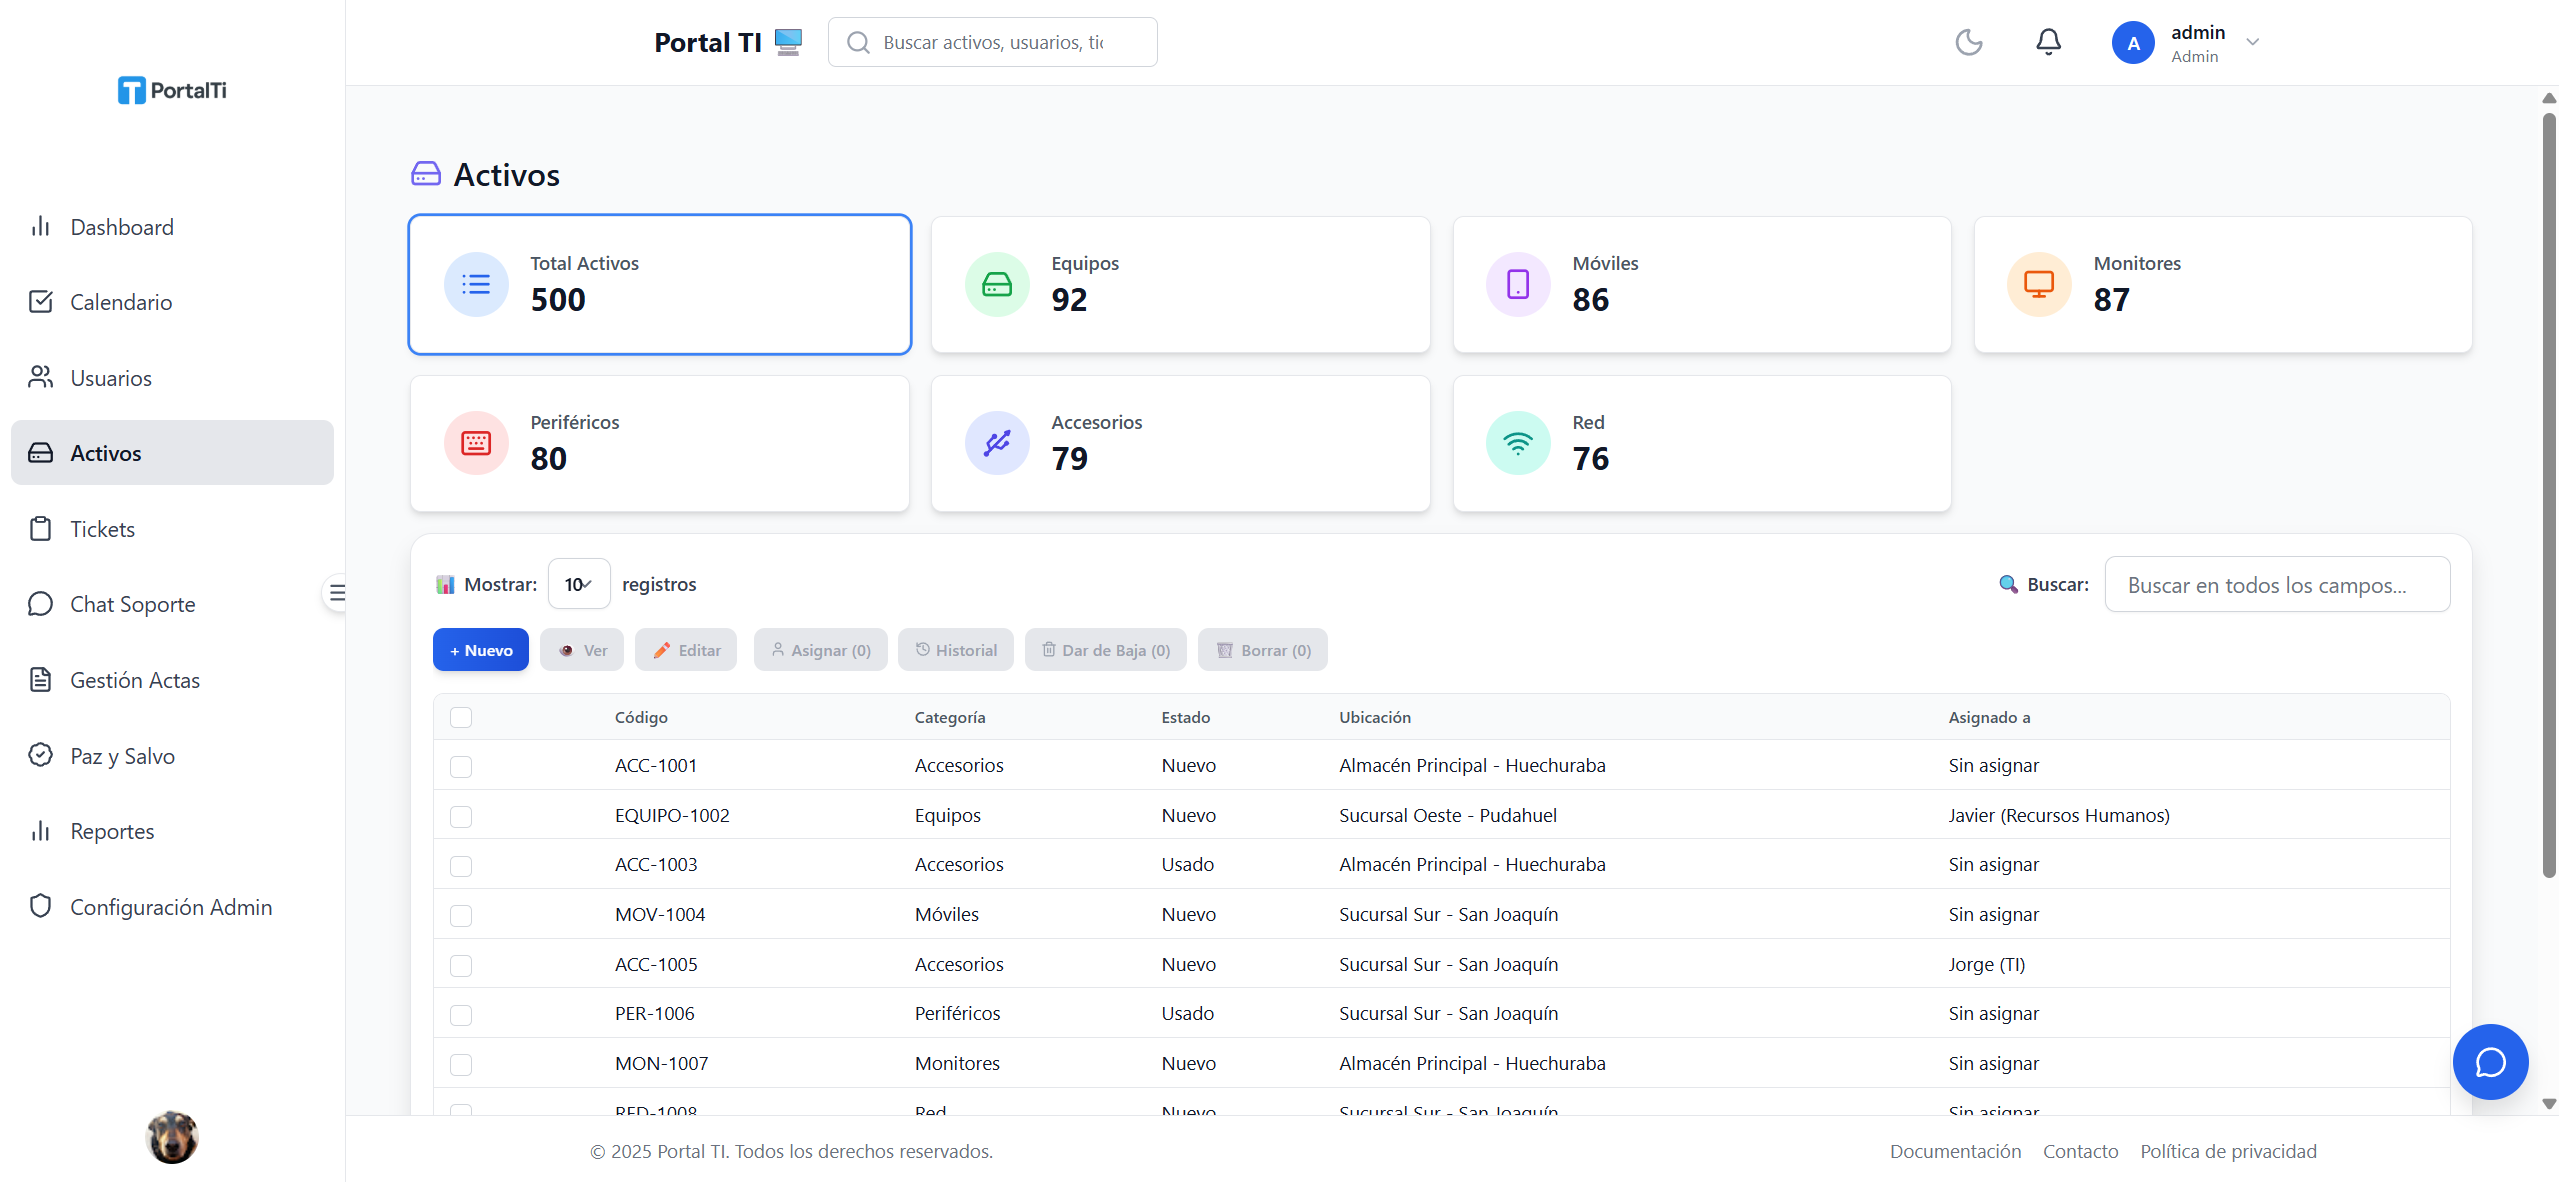 PortalTi
Portal TI
Buscar activos, usuarios, tic
A
admin
Admin
Dashboard
Calendario
Usuarios
Activos
Tickets
Chat Soporte
Gestión Actas
Paz y Salvo
Reportes
Configuración Admin
Activos
Total Activos
500
Equipos
92
Móviles
86
Monitores
87
Periféricos
80
Accesorios
79
Red
76
Mostrar: 10 registros
Buscar: Buscar en todos los campos...
+ Nuevo Ver Editar Asignar (0) Historial Dar de Baja (0) Borrar (0)
Código Categoría Estado Ubicación Asignado a
ACC-1001 Accesorios Nuevo Almacén Principal - Huechuraba Sin asignar
EQUIPO-1002 Equipos Nuevo Sucursal Oeste - Pudahuel Javier (Recursos Humanos)
ACC-1003 Accesorios Usado Almacén Principal - Huechuraba Sin asignar
MOV-1004 Móviles Nuevo Sucursal Sur - San Joaquín Sin asignar
ACC-1005 Accesorios Nuevo Sucursal Sur - San Joaquín Jorge (TI)
PER-1006 Periféricos Usado Sucursal Sur - San Joaquín Sin asignar
MON-1007 Monitores Nuevo Almacén Principal - Huechuraba Sin asignar
RED-1008 Red Nuevo Sucursal Sur - San Joaquín Sin asignar
© 2025 Portal TI. Todos los derechos reservados.
Documentación Contacto Política de privacidad